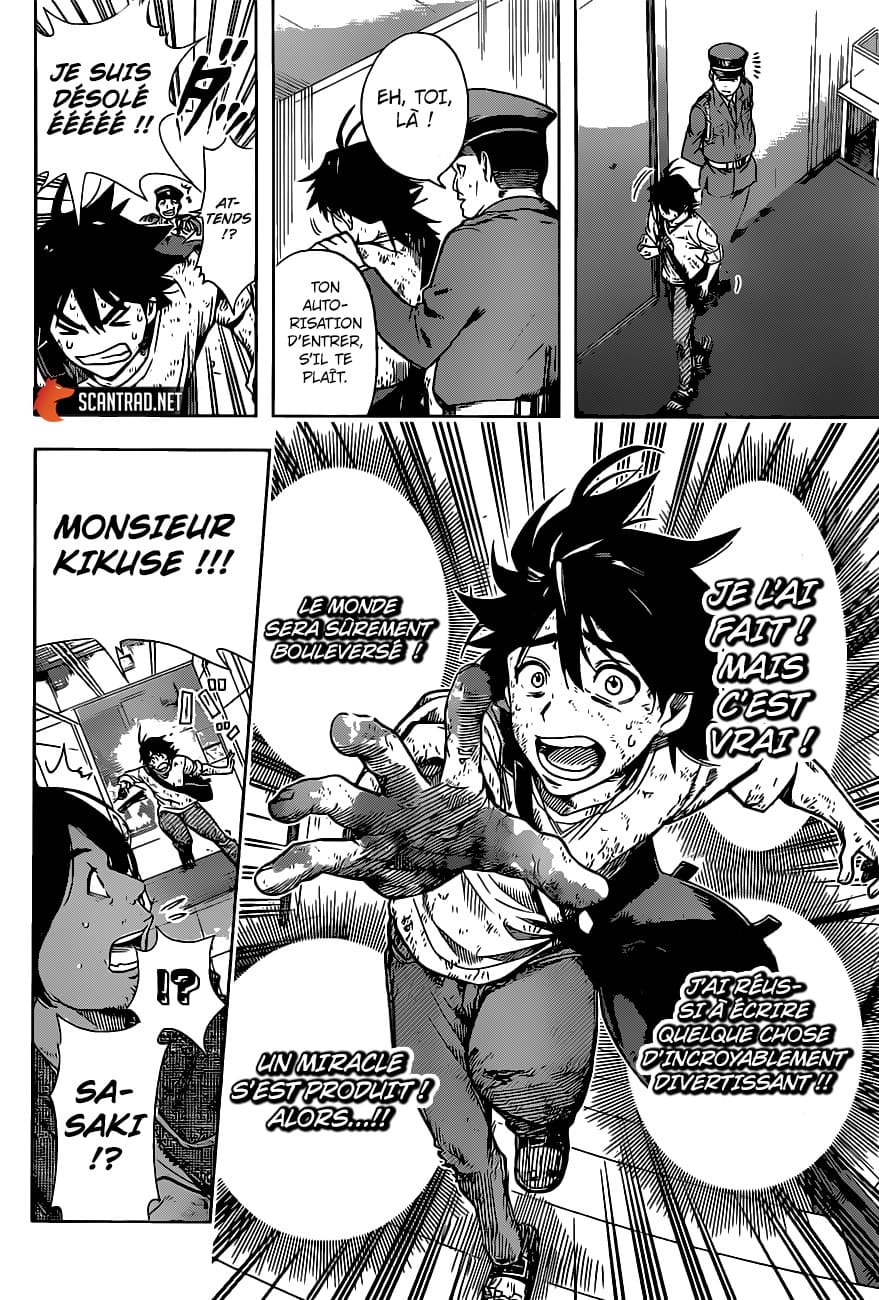 EH, TOI,
LÀ !
TON
AUTO-
RISATION
D'ENTRER,
S'IL TE
PLAÎT.
AT-
TENDS
!?
JE SUIS
DÉSOLÉ
ÉÉÉÉÉ !!
ダッ
SCANTRAD.NET
JE L'AI
FAIT !
MAIS
C'EST
VRAI !
LE MONDE
SERA SÛREMENT
BOULEVERSÉ !
J'AI RÉUS-
SI À ÉCRIRE
QUELQUE CHOSE
D'INCROYABLEMENT
DIVERTISSANT !!
UN MIRACLE
S'EST PRODUIT !
ALORS...!!
MONSIEUR
KIKUSE !!!
!?
SA-
SAKI
!?